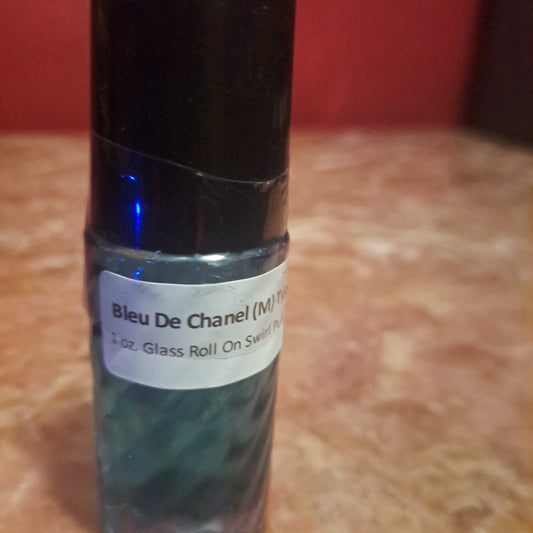 Bleu De Chanel (M)
1 oz. Glass Roll On Swirl